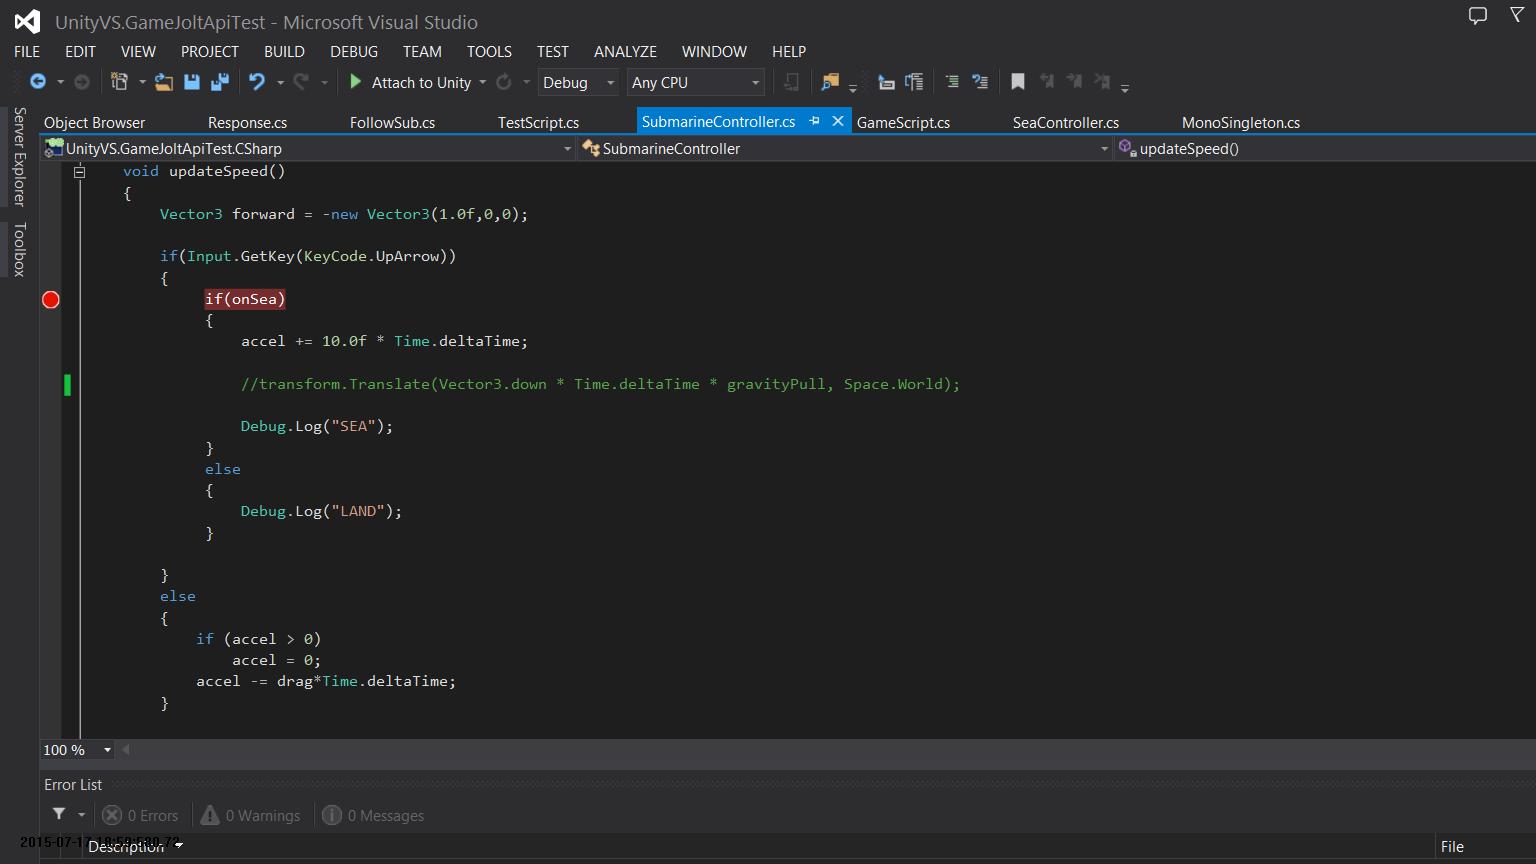 UnityVS.GameJoltApiTest - Microsoft Visual Studio
FILE EDIT VIEW PROJECT BUILD DEBUG TEAM TOOLS TEST ANALYZE WINDOW HELP
Attach to Unity Debug Any CPU
Server Explorer
Toolbox
Object Browser Response.cs FollowSub.cs TestScript.cs SubmarineController.cs GameScript.cs SeaController.cs MonoSingleton.cs
UnityVS.GameJoltApiTest.CSharp SubmarineController updateSpeed()
void updateSpeed()
{
Vector3 forward = -new Vector3(1.0f,0,0);
if(Input.GetKey(KeyCode.UpArrow))
{
if(onSea)
{
accel += 10.0f * Time.deltaTime;
//transform.Translate(Vector3.down * Time.deltaTime * gravityPull, Space.World);
Debug.Log("SEA");
}
else
{
Debug.Log("LAND");
}
}
else
{
if (accel > 0)
accel = 0;
accel -= drag*Time.deltaTime;
}
100 %
Error List
0 Errors 0 Warnings 0 Messages
Description File